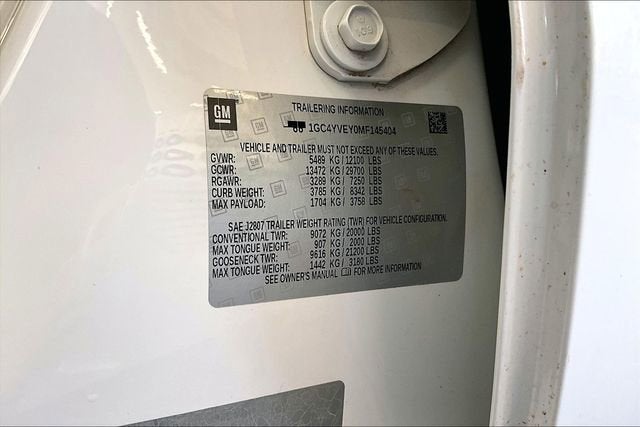 GM
TRAILERING INFORMATION
1GC4YVEY0MF145404
VEHICLE AND TRAILER MUST NOT EXCEED ANY OF THESE VALUES.
GVWR: 5489 KG / 12100 LBS
GCWR: 13472 KG / 29700 LBS
RGAWR: 3289 KG / 7250 LBS
CURB WEIGHT: 3785 KG / 8342 LBS
MAX PAYLOAD: 1704 KG / 3758 LBS
SAE J2807 TRAILER WEIGHT RATING (TWR) FOR VEHICLE CONFIGURATION.
CONVENTIONAL TWR: 9072 KG / 20000 LBS
MAX TONGUE WEIGHT: 907 KG / 2000 LBS
GOOSENECK TWR: 9616 KG / 21200 LBS
MAX TONGUE WEIGHT: 1442 KG / 3180 LBS
SEE OWNER'S MANUAL FOR MORE INFORMATION